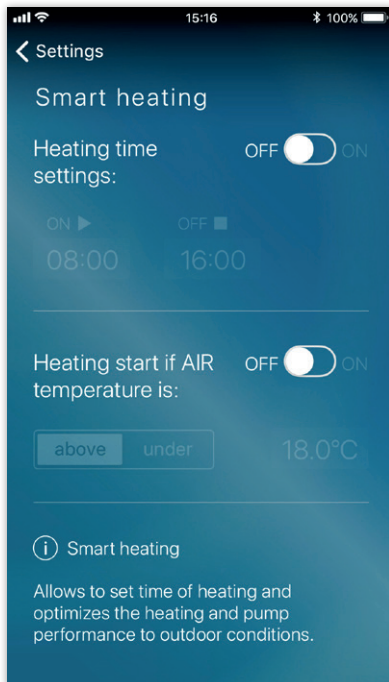 15:16 100%
Settings
Smart heating
Heating time OFF ON
settings:
ON OFF
08:00 16:00
Heating start if AIR OFF ON
temperature is:
above under 18.0°C
i Smart heating
Allows to set time of heating and
optimizes the heating and pump
performance to outdoor conditions.